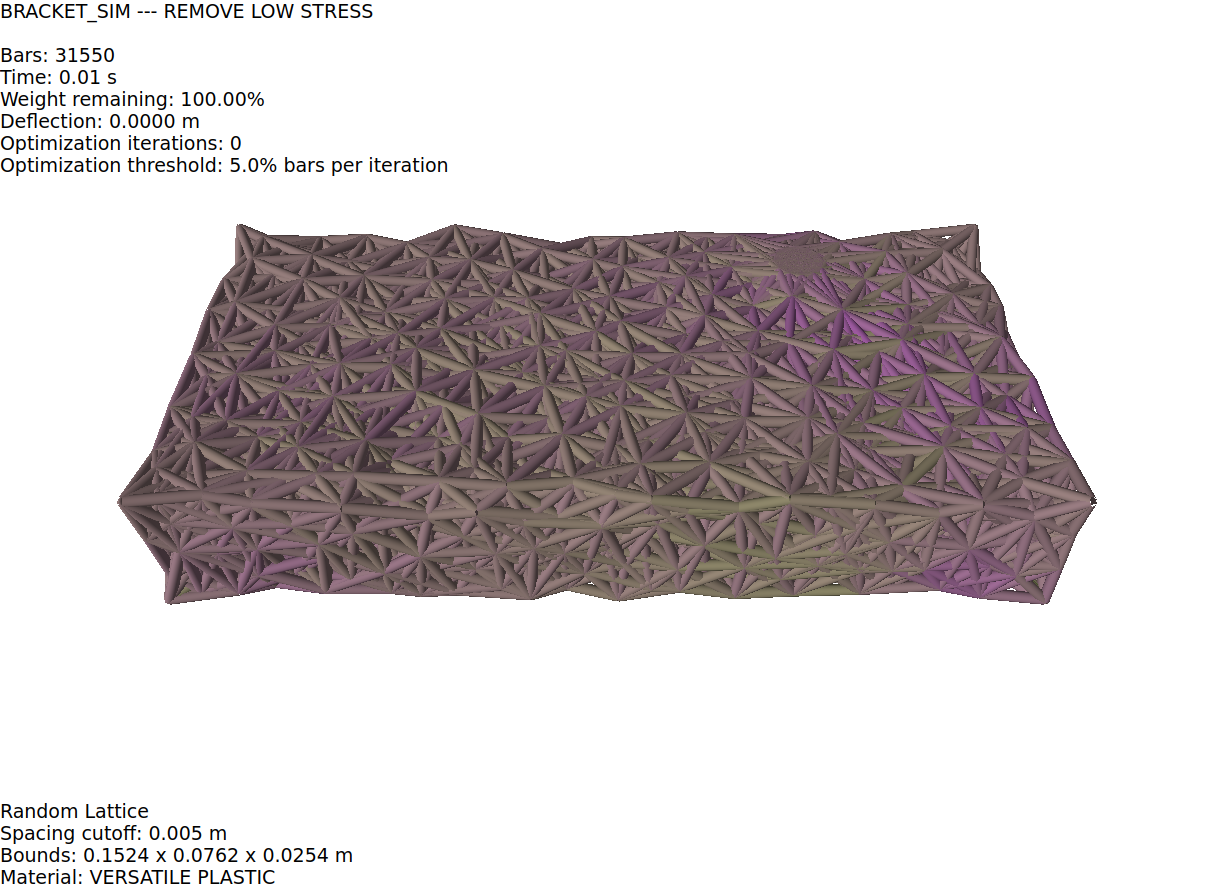 BRACKET_SIM --- REMOVE LOW STRESS
Bars: 31550
Time: 0.01 s
Weight remaining: 100.00%
Deflection: 0.0000 m
Optimization iterations: 0
Optimization threshold: 5.0% bars per iteration
Random Lattice
Spacing cutoff: 0.005 m
Bounds: 0.1524 x 0.0762 x 0.0254 m
Material: VERSATILE PLASTIC